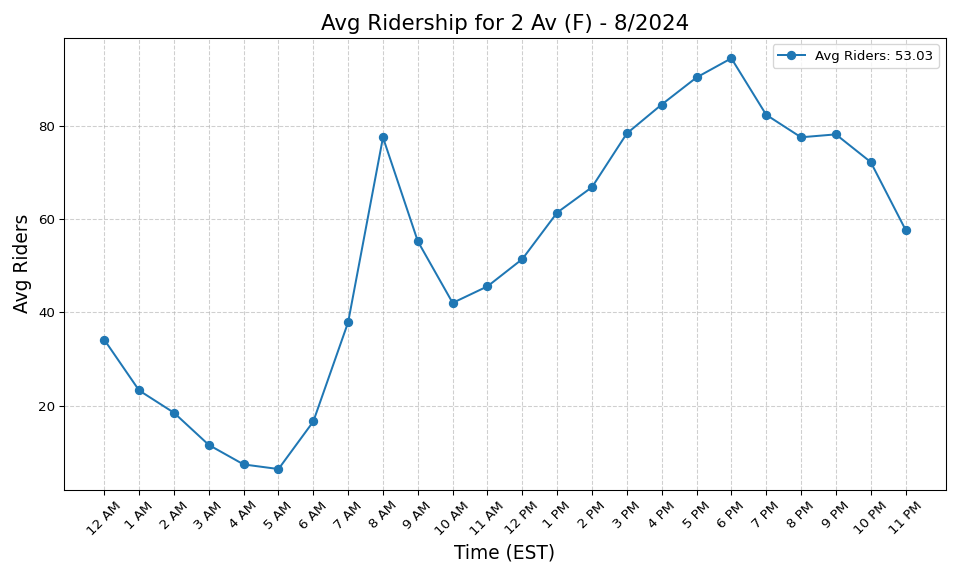 Avg Ridership for 2 Av (F) - 8/2024
Avg Riders: 53.03
Avg Riders
80
60
40
20
12 AM
1 AM
2 AM
3 AM
4 AM
5 AM
6 AM
7 AM
8 AM
9 AM
10 AM
11 AM
12 PM
1 PM
2 PM
3 PM
4 PM
5 PM
6 PM
7 PM
8 PM
9 PM
10 PM
11 PM
Time (EST)